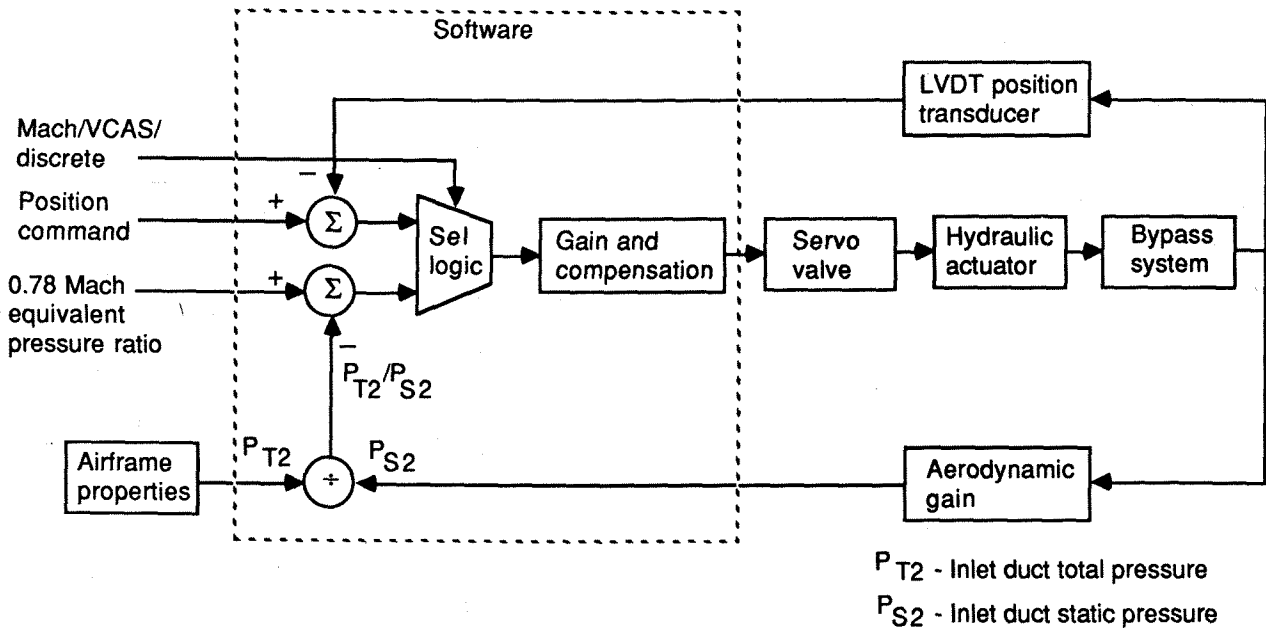 Software
LVDT position
transducer
Mach/VCAS/
discrete
−
+
Position
command
Σ
Sel
logic
Gain and
compensation
Servo
valve
Hydraulic
actuator
Bypass
system
0.78 Mach
equivalent
pressure ratio
+
Σ
−
PT2/PS2
Airframe
properties
PT2
÷
PS2
Aerodynamic
gain
PT2 - Inlet duct total pressure
PS2 - Inlet duct static pressure